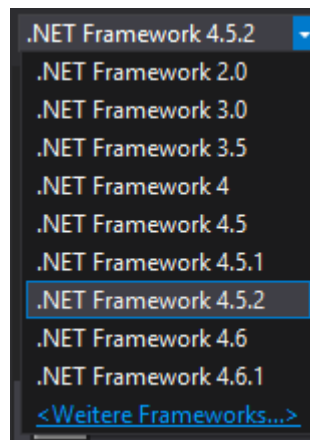 .NET Framework 4.5.2
.NET Framework 2.0
.NET Framework 3.0
.NET Framework 3.5
.NET Framework 4
.NET Framework 4.5
.NET Framework 4.5.1
.NET Framework 4.5.2
.NET Framework 4.6
.NET Framework 4.6.1
<Weitere Frameworks...>